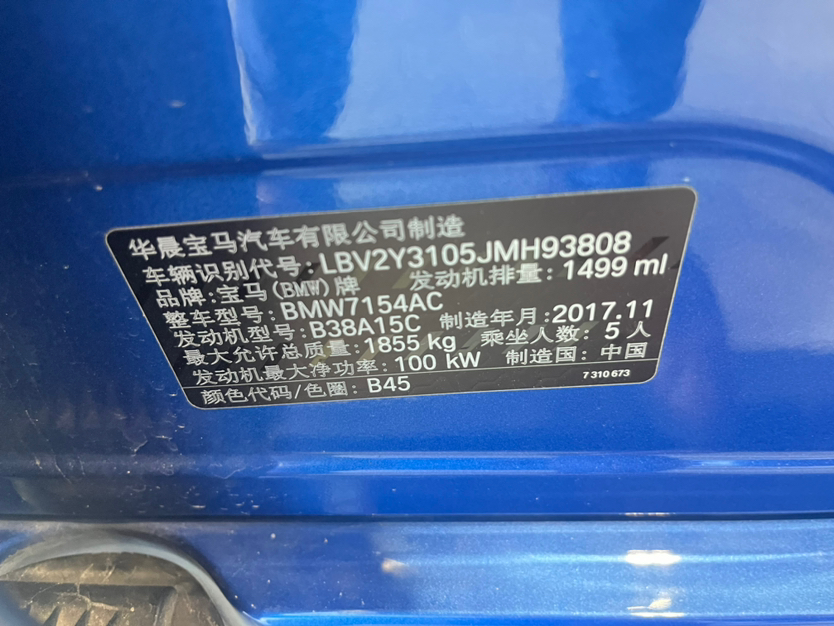 华晨宝马汽车有限公司制造
车辆识别代号: LBV2Y3105JMH93808
品牌: 宝马(BMW)牌 发动机排量: 1499 ml
整车型号: BMW7154AC
发动机型号: B38A15C 制造年月: 2017.11
最大允许总质量: 1855 kg 乘坐人数: 5 人
发动机最大净功率: 100 kW 制造国: 中国
颜色代码/色圈: B45 7 310 673